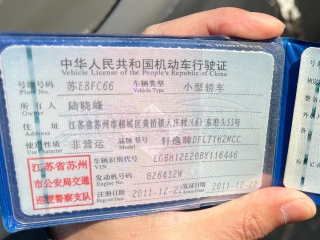 中华人民共和国机动车行驶证
Vehicle License of the People's Republic of China
号牌号码 苏E8FC66 车辆类型 小型轿车
Plate No. Vehicle Type
所有人 陆晓峰
Owner
住址 江苏省苏州市相城区黄桥镇大庄村(6)东浜头53号
Address
使用性质 非营运 品牌型号 轩逸牌DFL7162MCC
Use Character Model
江苏省苏州
市公安局交通
巡逻警察支队
车辆识别代号 LGBH12E20BY116446
VIN
发动机号码 026432W
Engine No.
注册日期 2011-12-22 发证日期 2011-12-22
Register Date Issue Date